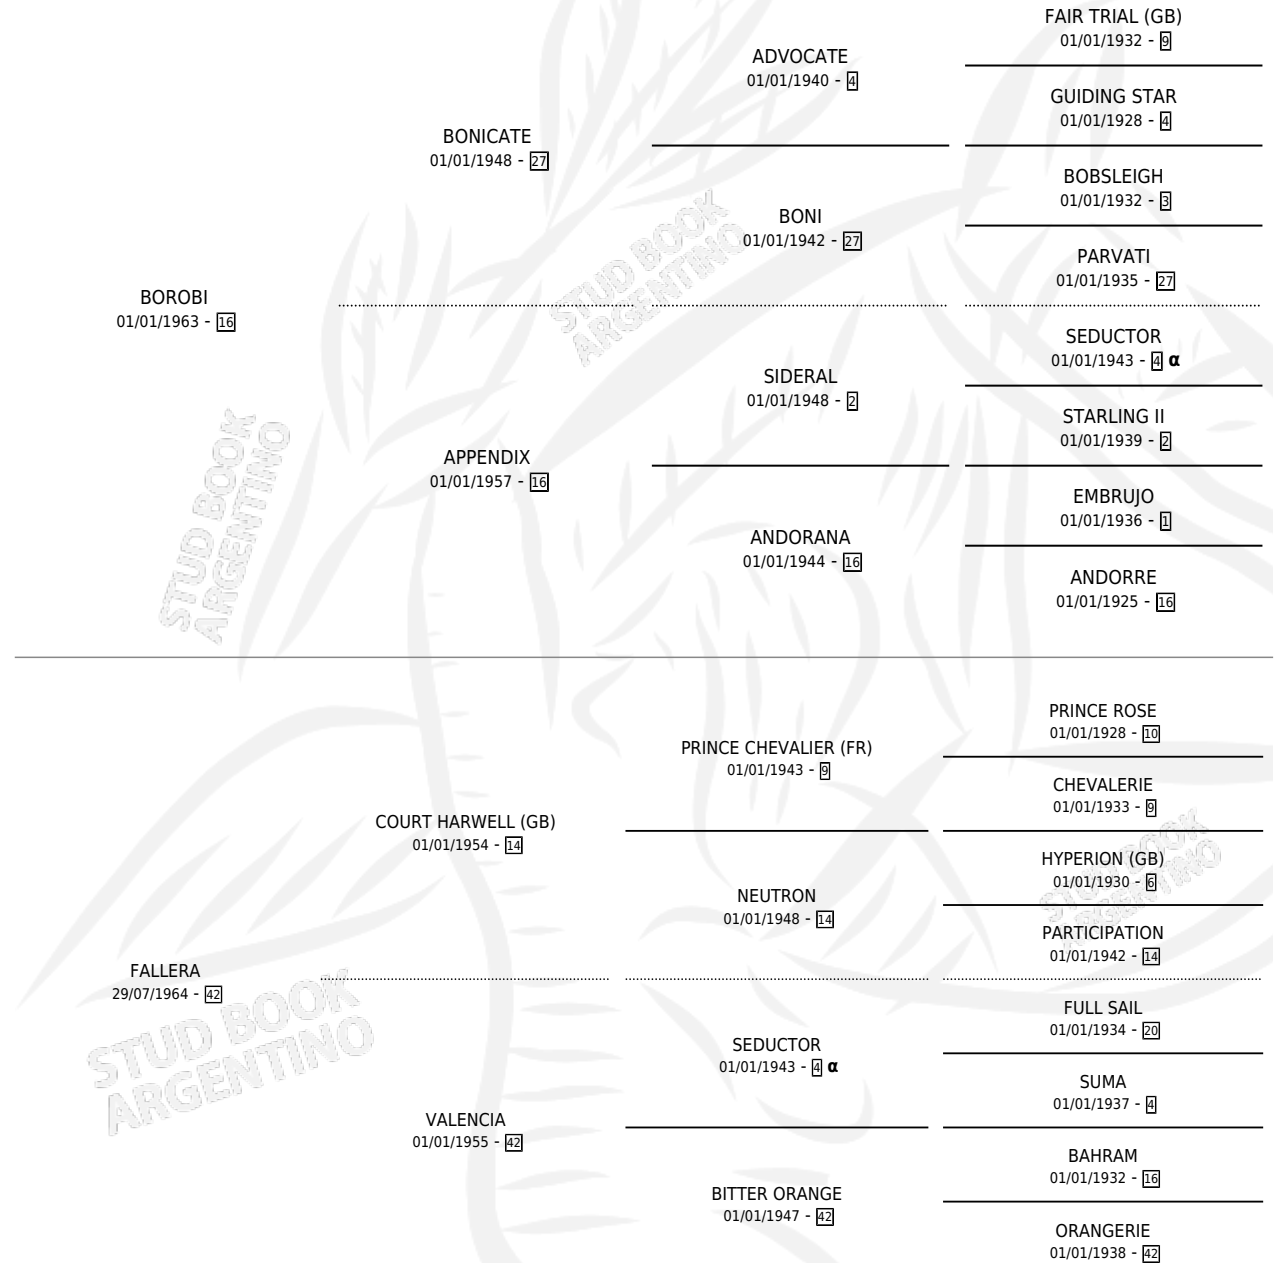 FAIR TRIAL (GB)
01/01/1932 - 9
ADVOCATE
01/01/1940 - 4
GUIDING STAR
01/01/1928 - 4
BONICATE
01/01/1948 - 27
BOBSLEIGH
01/01/1932 - 3
BONI
01/01/1942 - 27
PARVATI
01/01/1935 - 27
BOROBI
01/01/1963 - 16
SEDUCTOR
01/01/1943 - 4 α
SIDERAL
01/01/1948 - 2
STARLING II
01/01/1939 - 2
APPENDIX
01/01/1957 - 16
EMBRUJO
01/01/1936 - 1
ANDORANA
01/01/1944 - 16
ANDORRE
01/01/1925 - 16
PRINCE ROSE
01/01/1928 - 10
PRINCE CHEVALIER (FR)
01/01/1943 - 9
CHEVALERIE
01/01/1933 - 9
COURT HARWELL (GB)
01/01/1954 - 14
HYPERION (GB)
01/01/1930 - 6
NEUTRON
01/01/1948 - 14
PARTICIPATION
01/01/1942 - 14
FALLERA
29/07/1964 - 42
FULL SAIL
01/01/1934 - 20
SEDUCTOR
01/01/1943 - 4 α
SUMA
01/01/1937 - 4
VALENCIA
01/01/1955 - 42
BAHRAM
01/01/1932 - 16
BITTER ORANGE
01/01/1947 - 42
ORANGERIE
01/01/1938 - 42
STUD BOOK
ARGENTINO
STUD BOOK
ARGENTINO
STUD BOOK
ARGENTINO
STUD BOOK
ARGENTINO